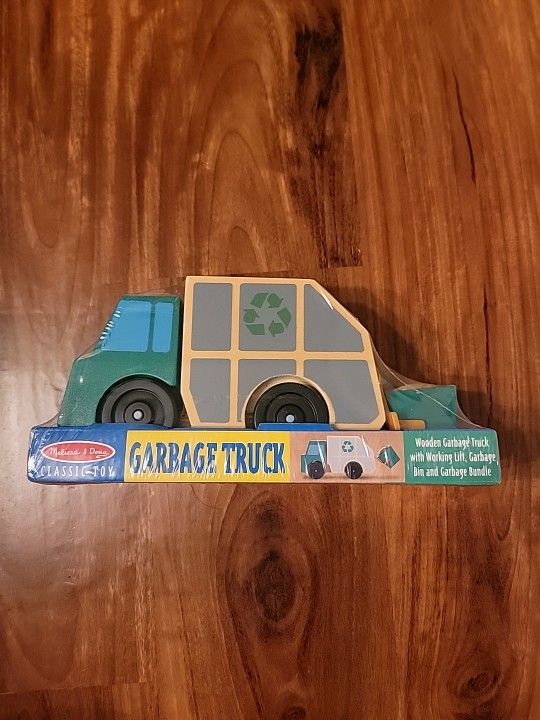 Melissa & Doug
CLASSIC TOY
GARBAGE TRUCK
Wooden Garbage Truck
with Working Lift, Garbage
Bin and Garbage Bundle